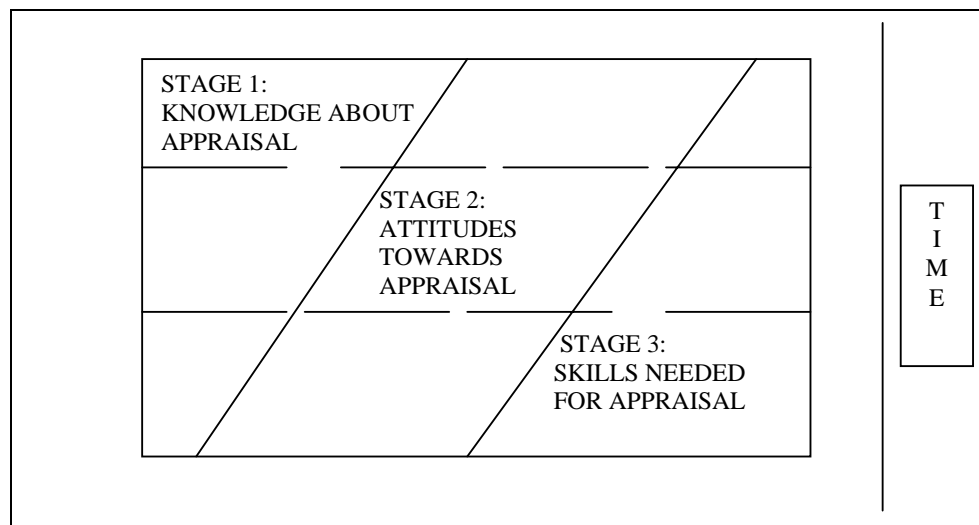 STAGE 1:
KNOWLEDGE ABOUT
APPRAISAL
STAGE 2:
ATTITUDES
TOWARDS
APPRAISAL
STAGE 3:
SKILLS NEEDED
FOR APPRAISAL
T
I
M
E